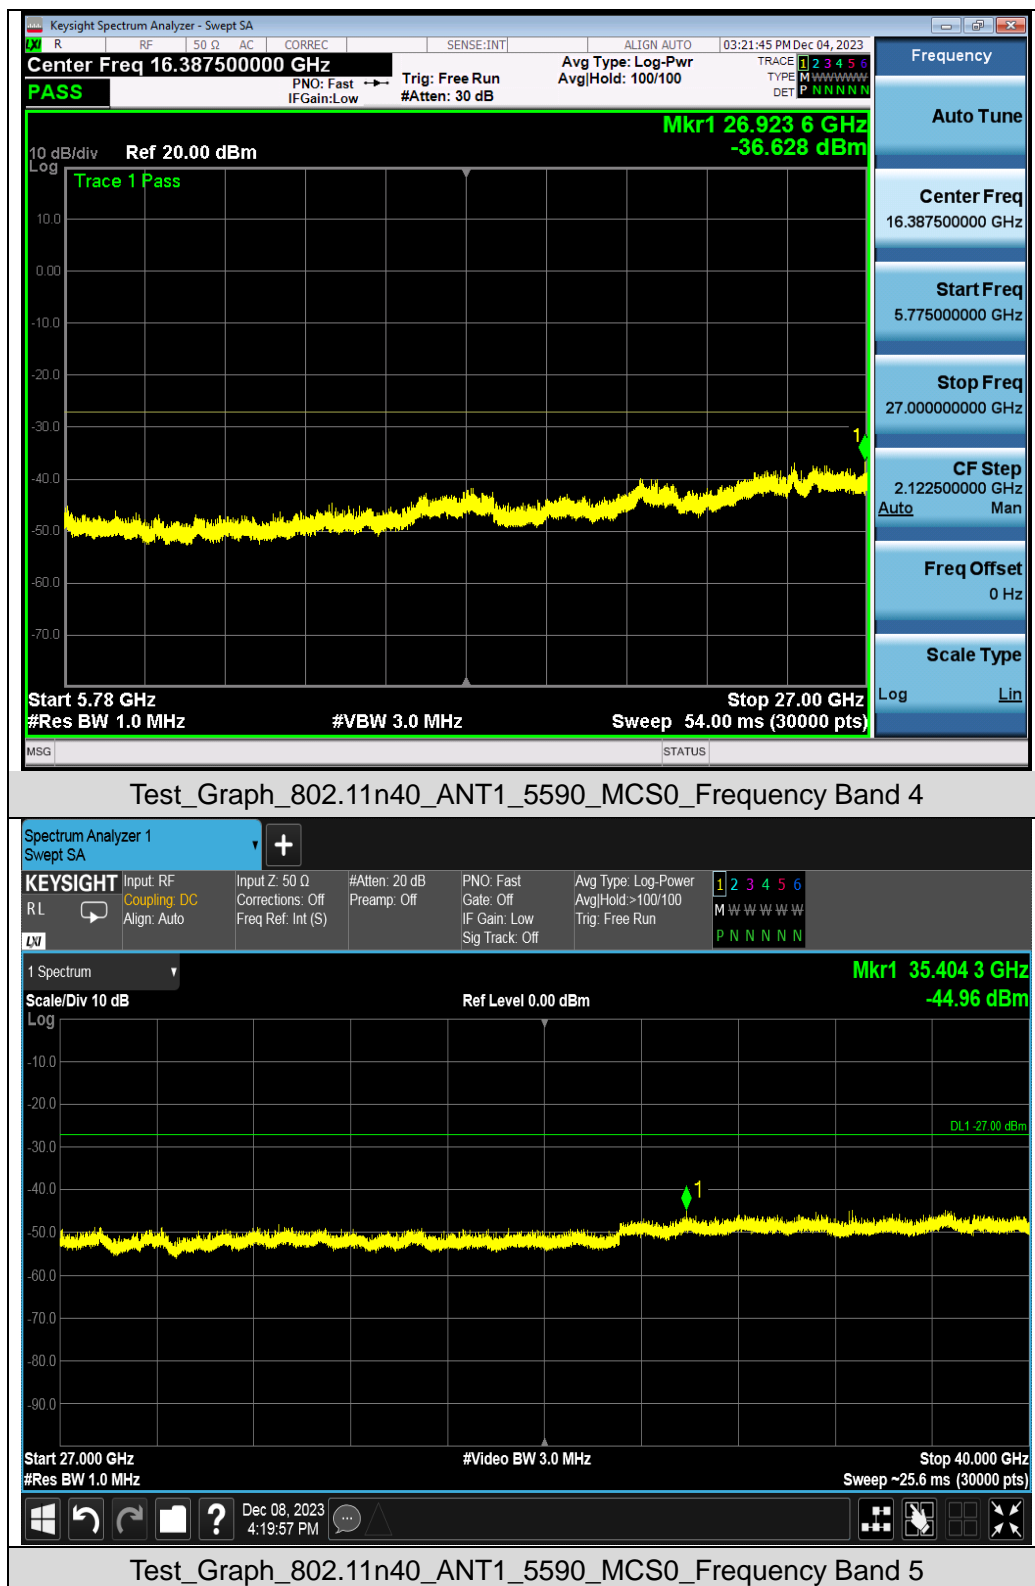 Keysight Spectrum Analyzer - Swept SA
LXI R RF 50 Ω AC CORREC SENSE:INT ALIGN AUTO 03:21:45 PM Dec 04, 2023
Center Freq 16.387500000 GHz
PASS
PNO: Fast
IFGain:Low
Trig: Free Run
#Atten: 30 dB
Avg Type: Log-Pwr
Avg|Hold: 100/100
TRACE 1 2 3 4 5 6
TYPE M W W W W W
DET P N N N N N
Mkr1 26.923 6 GHz
-36.628 dBm
10 dB/div Ref 20.00 dBm
Log
Trace 1 Pass
10.0
0.00
-10.0
-20.0
-30.0
-40.0
-50.0
-60.0
-70.0
1
Start 5.78 GHz
Stop 27.00 GHz
#Res BW 1.0 MHz
#VBW 3.0 MHz
Sweep 54.00 ms (30000 pts)
MSG
STATUS
Frequency
Auto Tune
Center Freq
16.387500000 GHz
Start Freq
5.775000000 GHz
Stop Freq
27.000000000 GHz
CF Step
2.122500000 GHz
Auto Man
Freq Offset
0 Hz
Scale Type
Log Lin
Test_Graph_802.11n40_ANT1_5590_MCS0_Frequency Band 4
Spectrum Analyzer 1
Swept SA
+
KEYSIGHT
R L
LXI
Input: RF
Coupling: DC
Align: Auto
Input Z: 50 Ω
Corrections: Off
Freq Ref: Int (S)
#Atten: 20 dB
Preamp: Off
PNO: Fast
Gate: Off
IF Gain: Low
Sig Track: Off
Avg Type: Log-Power
Avg|Hold:>100/100
Trig: Free Run
1 2 3 4 5 6
M W W W W W
P N N N N N
1 Spectrum
Mkr1 35.404 3 GHz
-44.96 dBm
Scale/Div 10 dB
Ref Level 0.00 dBm
Log
-10.0
-20.0
-30.0
-40.0
-50.0
-60.0
-70.0
-80.0
-90.0
DL1 -27.00 dBm
1
Start 27.000 GHz
#Video BW 3.0 MHz
Stop 40.000 GHz
#Res BW 1.0 MHz
Sweep ~25.6 ms (30000 pts)
?
Dec 08, 2023
4:19:57 PM
Test_Graph_802.11n40_ANT1_5590_MCS0_Frequency Band 5